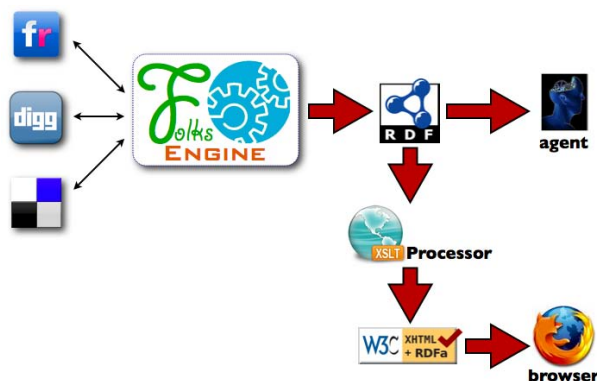 fr
digg
Folks
ENGINE
RDF
agent
XSLT Processor
W3C XHTML
+ RDFa
browser